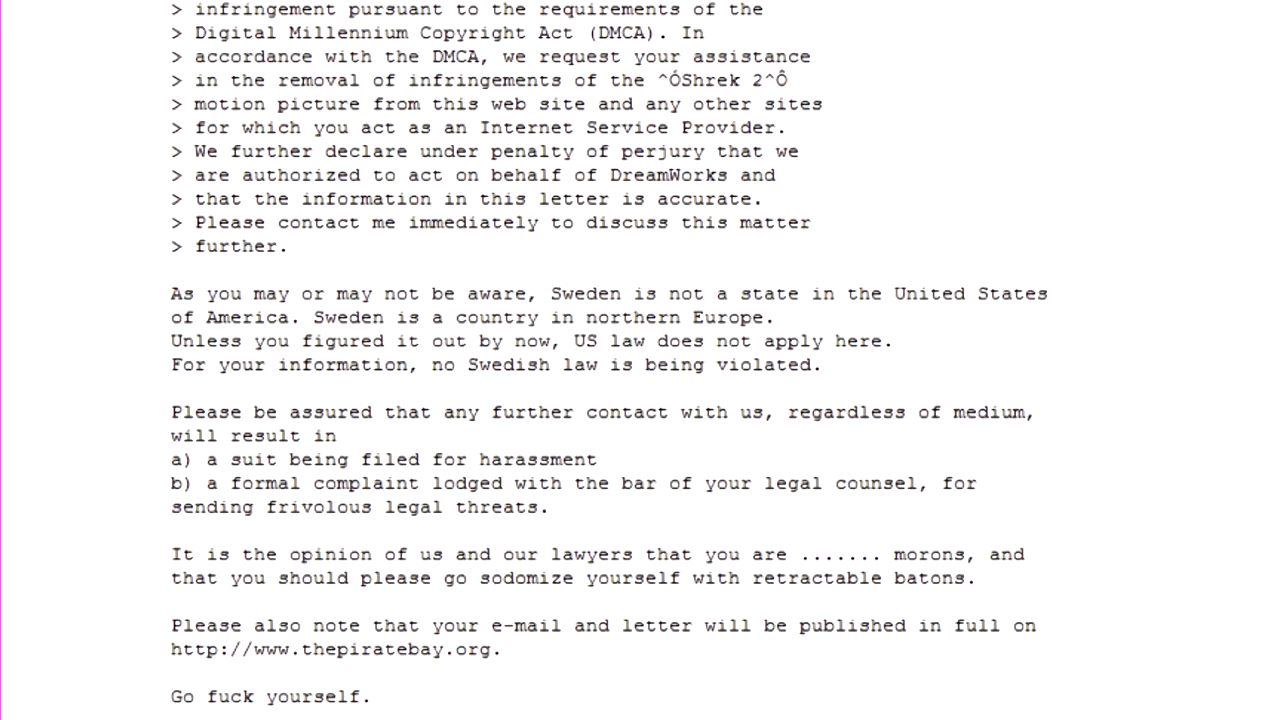 > infringement pursuant to the requirements of the
> Digital Millennium Copyright Act (DMCA). In
> accordance with the DMCA, we request your assistance
> in the removal of infringements of the ^ÓShrek 2^Ô
> motion picture from this web site and any other sites
> for which you act as an Internet Service Provider.
> We further declare under penalty of perjury that we
> are authorized to act on behalf of DreamWorks and
> that the information in this letter is accurate.
> Please contact me immediately to discuss this matter
> further.
As you may or may not be aware, Sweden is not a state in the United States
of America. Sweden is a country in northern Europe.
Unless you figured it out by now, US law does not apply here.
For your information, no Swedish law is being violated.
Please be assured that any further contact with us, regardless of medium,
will result in
a) a suit being filed for harassment
b) a formal complaint lodged with the bar of your legal counsel, for
sending frivolous legal threats.
It is the opinion of us and our lawyers that you are ....... morons, and
that you should please go sodomize yourself with retractable batons.
Please also note that your e-mail and letter will be published in full on
http://www.thepiratebay.org.
Go fuck yourself.